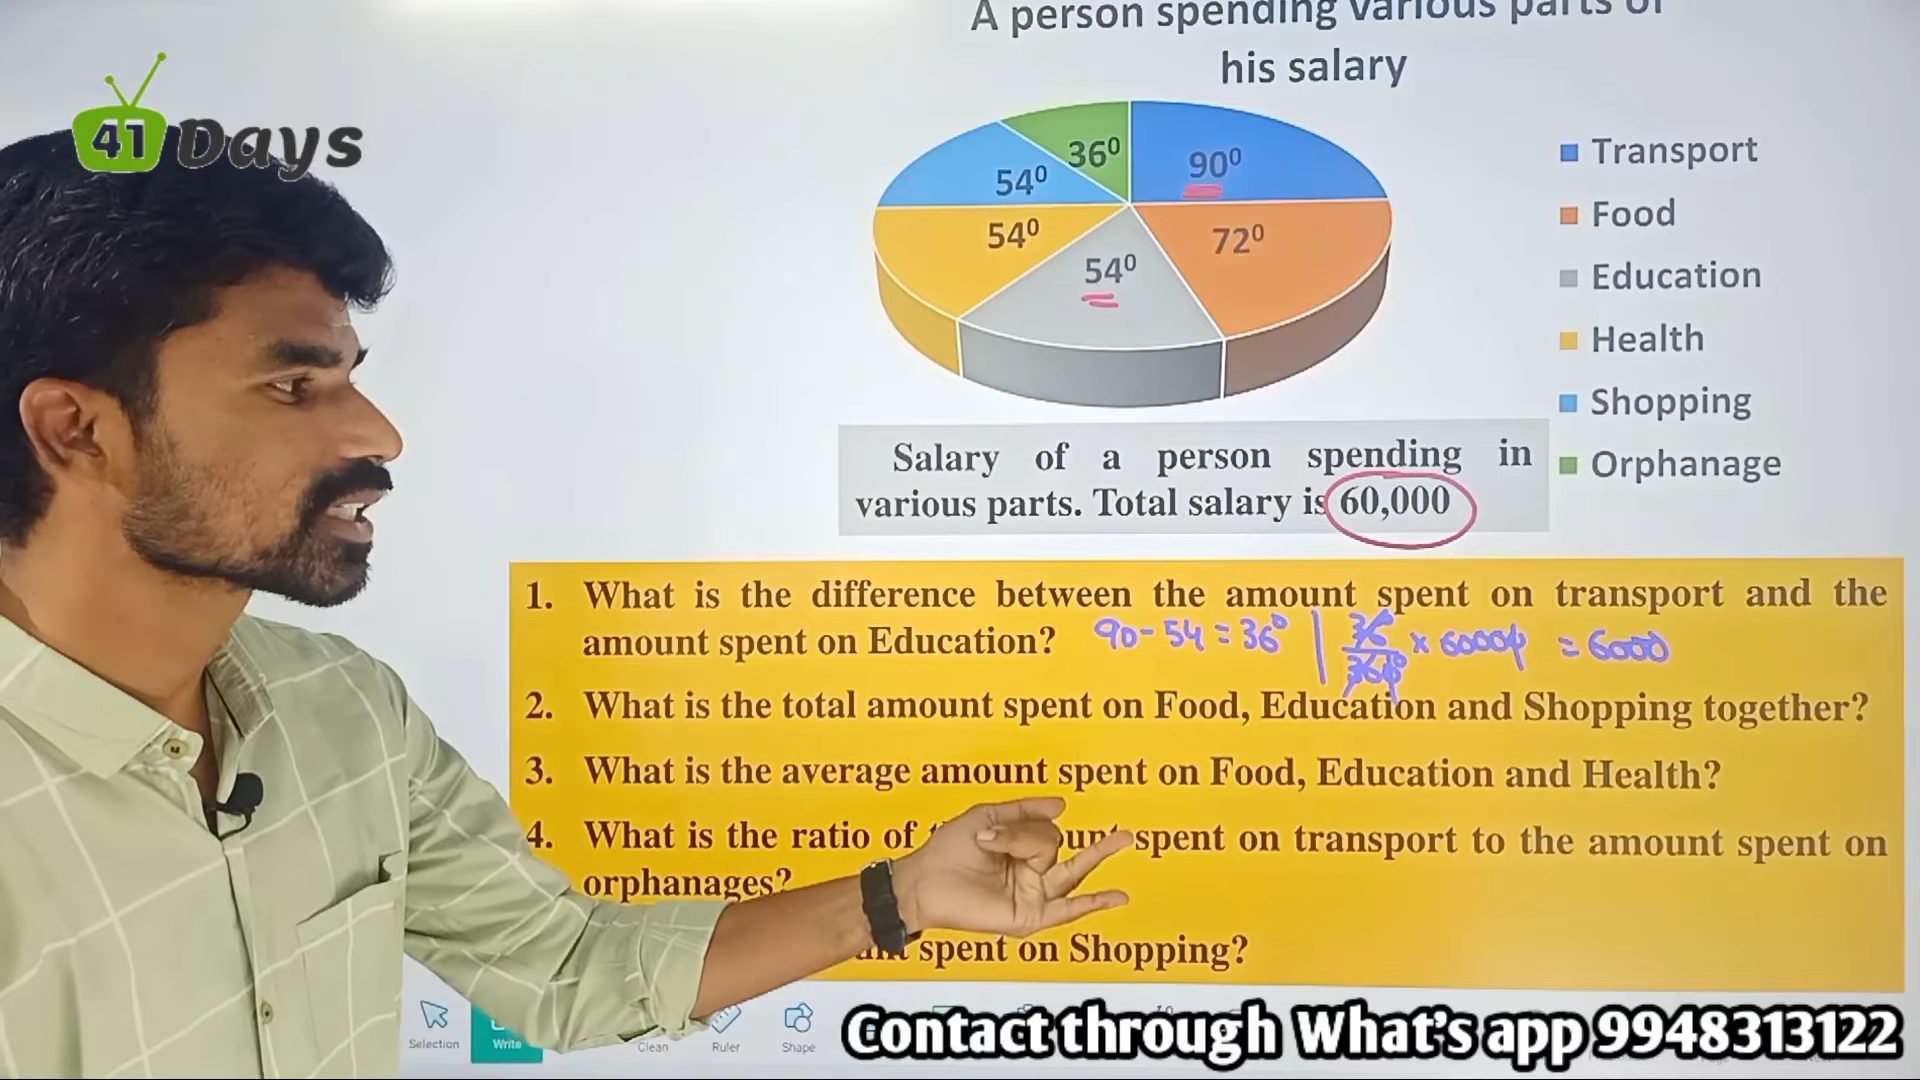 A person spending various parts of
his salary
41 Days
36⁰
90⁰
54⁰
54⁰
72⁰
54⁰
Transport
Food
Education
Health
Shopping
Orphanage
Salary of a person spending in
various parts. Total salary is 60,000
1. What is the difference between the amount spent on transport and the
amount spent on Education? 90-54=36⁰ | 36/360 × 60000 = 6000
2. What is the total amount spent on Food, Education and Shopping together?
3. What is the average amount spent on Food, Education and Health?
4. What is the ratio of spent on transport to the amount spent on
orphanages?
spent on Shopping?
Selection
Write
Clean
Ruler
Shape
Contact through What's app 9948313122